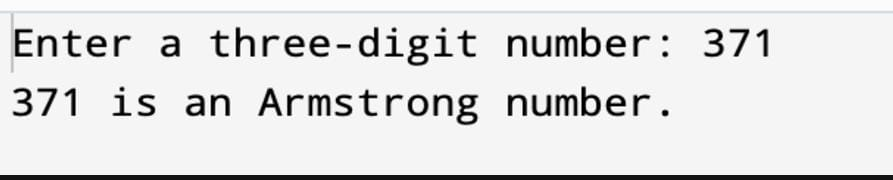 Enter a three-digit number: 371
371 is an Armstrong number.